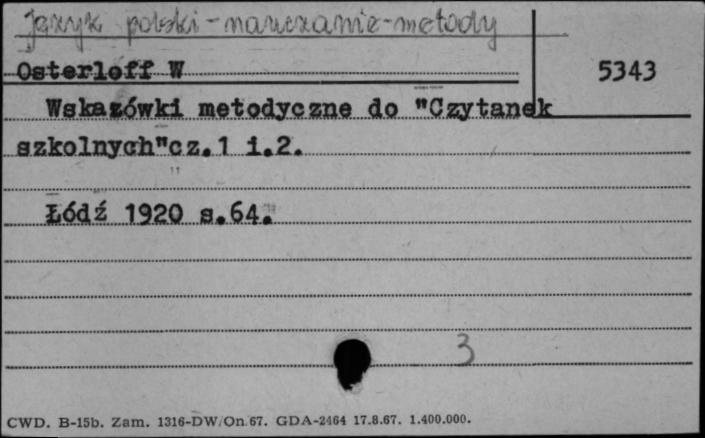 Język polski - nauczanie - metody
Osterloff W
5343
Wskazówki metodyczne do "Czytanek
szkolnych"cz.1 i.2.
Łódź 1920 s.64.
3
CWD. B-15b. Zam. 1316-DW/On.67. GDA-2464 17.8.67. 1.400.000.